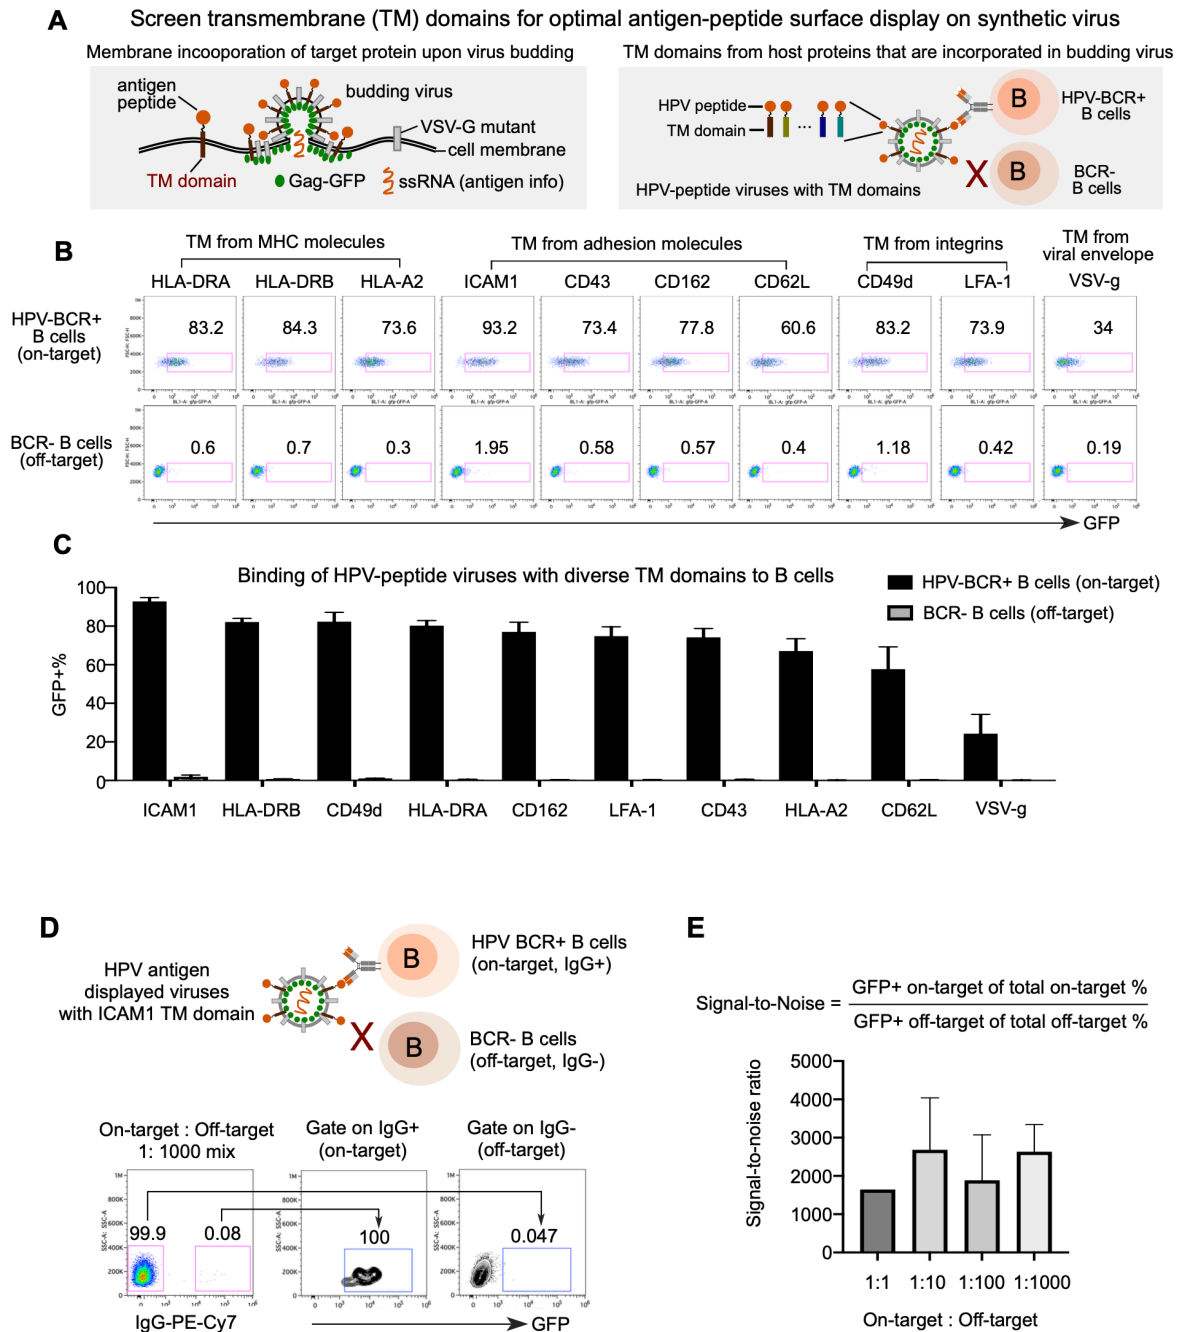 A
Screen transmembrane (TM) domains for optimal antigen-peptide surface display on synthetic virus
Membrane incooporation of target protein upon virus budding
antigen
peptide
budding virus
VSV-G mutant
cell membrane
TM domain
Gag-GFP
ssRNA (antigen info)
TM domains from host proteins that are incorporated in budding virus
HPV peptide
TM domain
...
B
HPV-BCR+
B cells
X
B
BCR-
B cells
HPV-peptide viruses with TM domains
B
TM from MHC molecules
TM from adhesion molecules
TM from integrins
TM from
viral envelope
HLA-DRA
HLA-DRB
HLA-A2
ICAM1
CD43
CD162
CD62L
CD49d
LFA-1
VSV-g
HPV-BCR+
B cells
(on-target)
83.2
84.3
73.6
93.2
73.4
77.8
60.6
83.2
73.9
34
BCR- B cells
(off-target)
0.6
0.7
0.3
1.95
0.58
0.57
0.4
1.18
0.42
0.19
GFP
C
Binding of HPV-peptide viruses with diverse TM domains to B cells
HPV-BCR+ B cells (on-target)
BCR- B cells (off-target)
GFP+%
100
80
60
40
20
0
ICAM1
HLA-DRB
CD49d
HLA-DRA
CD162
LFA-1
CD43
HLA-A2
CD62L
VSV-g
D
HPV antigen
displayed viruses
with ICAM1 TM domain
B
HPV BCR+ B cells
(on-target, IgG+)
X
B
BCR- B cells
(off-target, IgG-)
On-target : Off-target
1: 1000 mix
Gate on IgG+
(on-target)
Gate on IgG-
(off-target)
1M
800K
600K
400K
200K
0
SSC-A: SSC-A
99.9
0.08
100
0.047
IgG-PE-Cy7
GFP
E
Signal-to-Noise =
GFP+ on-target of total on-target %
GFP+ off-target of total off-target %
Signal-to-noise ratio
5000
4000
3000
2000
1000
0
1:1
1:10
1:100
1:1000
On-target : Off-target